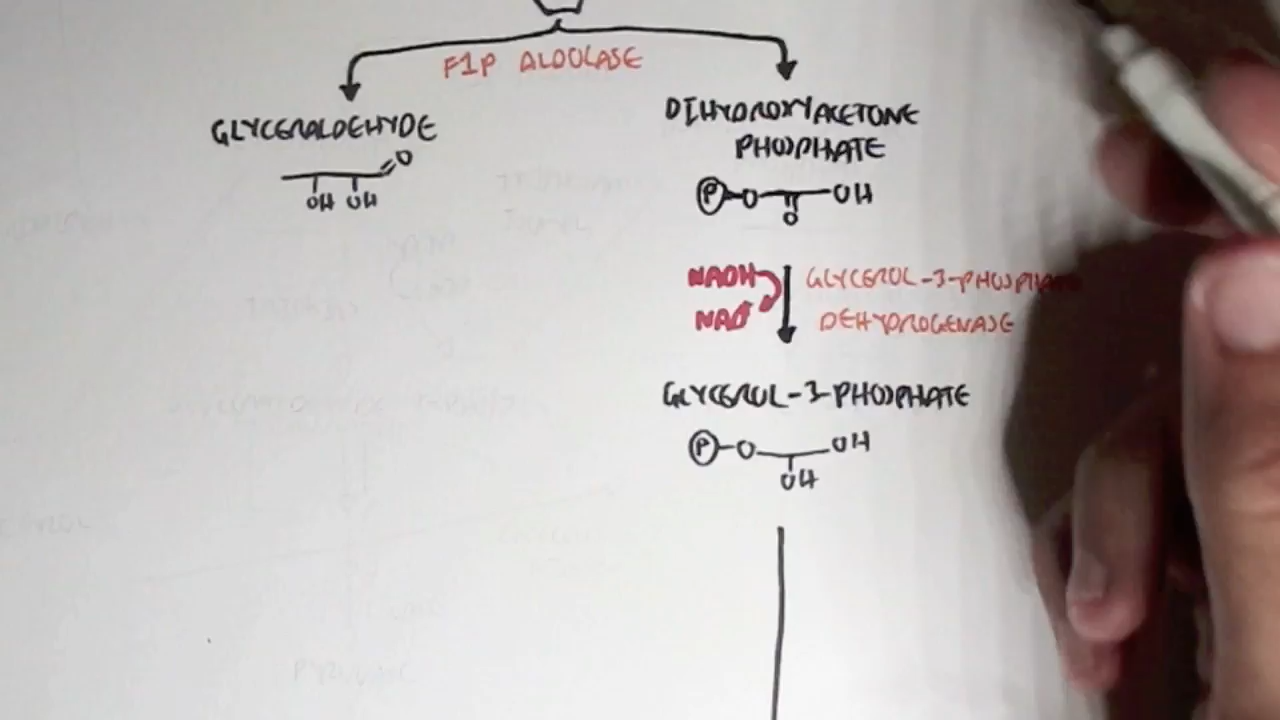 F1P ALDOLASE
GLYCERALDEHYDE
O
OH OH
DIHYDROXYACETONE
PHOSPHATE
P-O OH
O
NADH
NAD+
GLYCEROL-3-PHOSPHATE
DEHYDROGENASE
GLYCEROL-3-PHOSPHATE
P-O OH
OH